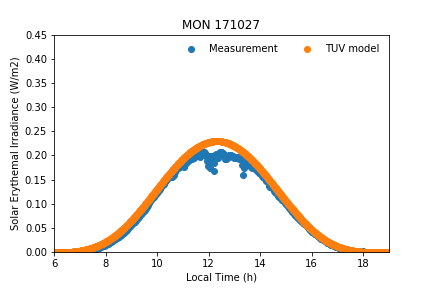 MON 171027
Measurement TUV model
Solar Erythemal Irradiance (W/m2)
0.45
0.40
0.35
0.30
0.25
0.20
0.15
0.10
0.05
0.00
6 8 10 12 14 16 18
Local Time (h)